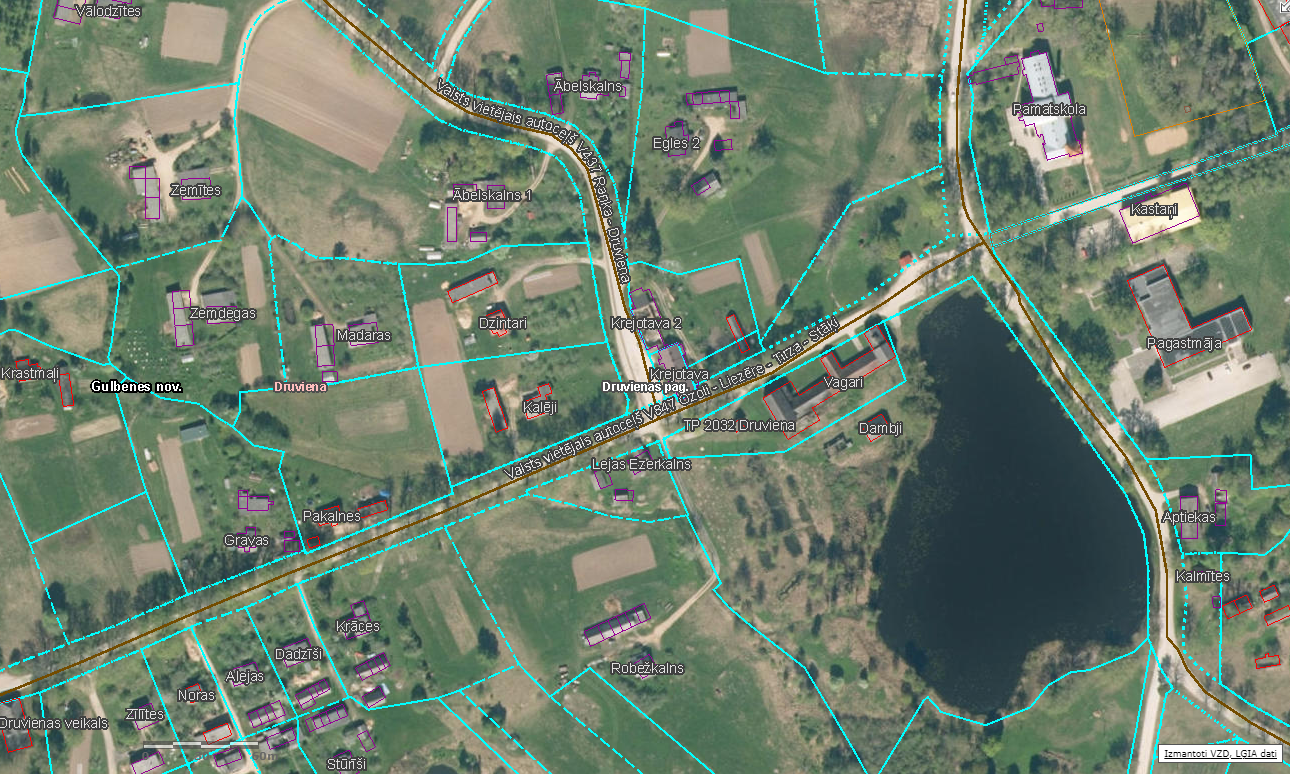 Vālodzītes
Ābelskalns
Valsts vietējais autoceļš V437 Raņka - Druviena
Pamatskola
Egles 2
Zemītes
Ābelskalns 1
Kastaņi
Zemdegas
Dzintari
Krejotava 2
Madaras
Pagastmāja
Krastmaļi
Gulbenes nov.
Druviena
Krejotava
Druvienas pag.
Vagari
Kalēji
Valsts vietējais autoceļš V847 Ozoli - Liezēre - Tirza - Stāķi
TP 2032 Druviena
Dambji
Lejas Ezerkalns
Pakalnes
Aptiekas
Gravas
Kalmītes
Krāces
Dadzīši
Robežkalns
Alejas
Noras
Zīlītes
Druvienas veikals
Stūrīši
Izmantoti VZD, LĢIA dati